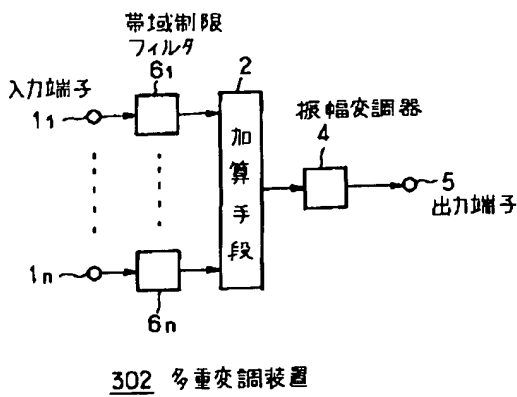 帯域制限
フィルタ
6₁
2
入力端子
1₁
加算手段
振幅変調器
4
5
出力端子
1n
6n
302 多重変調装置